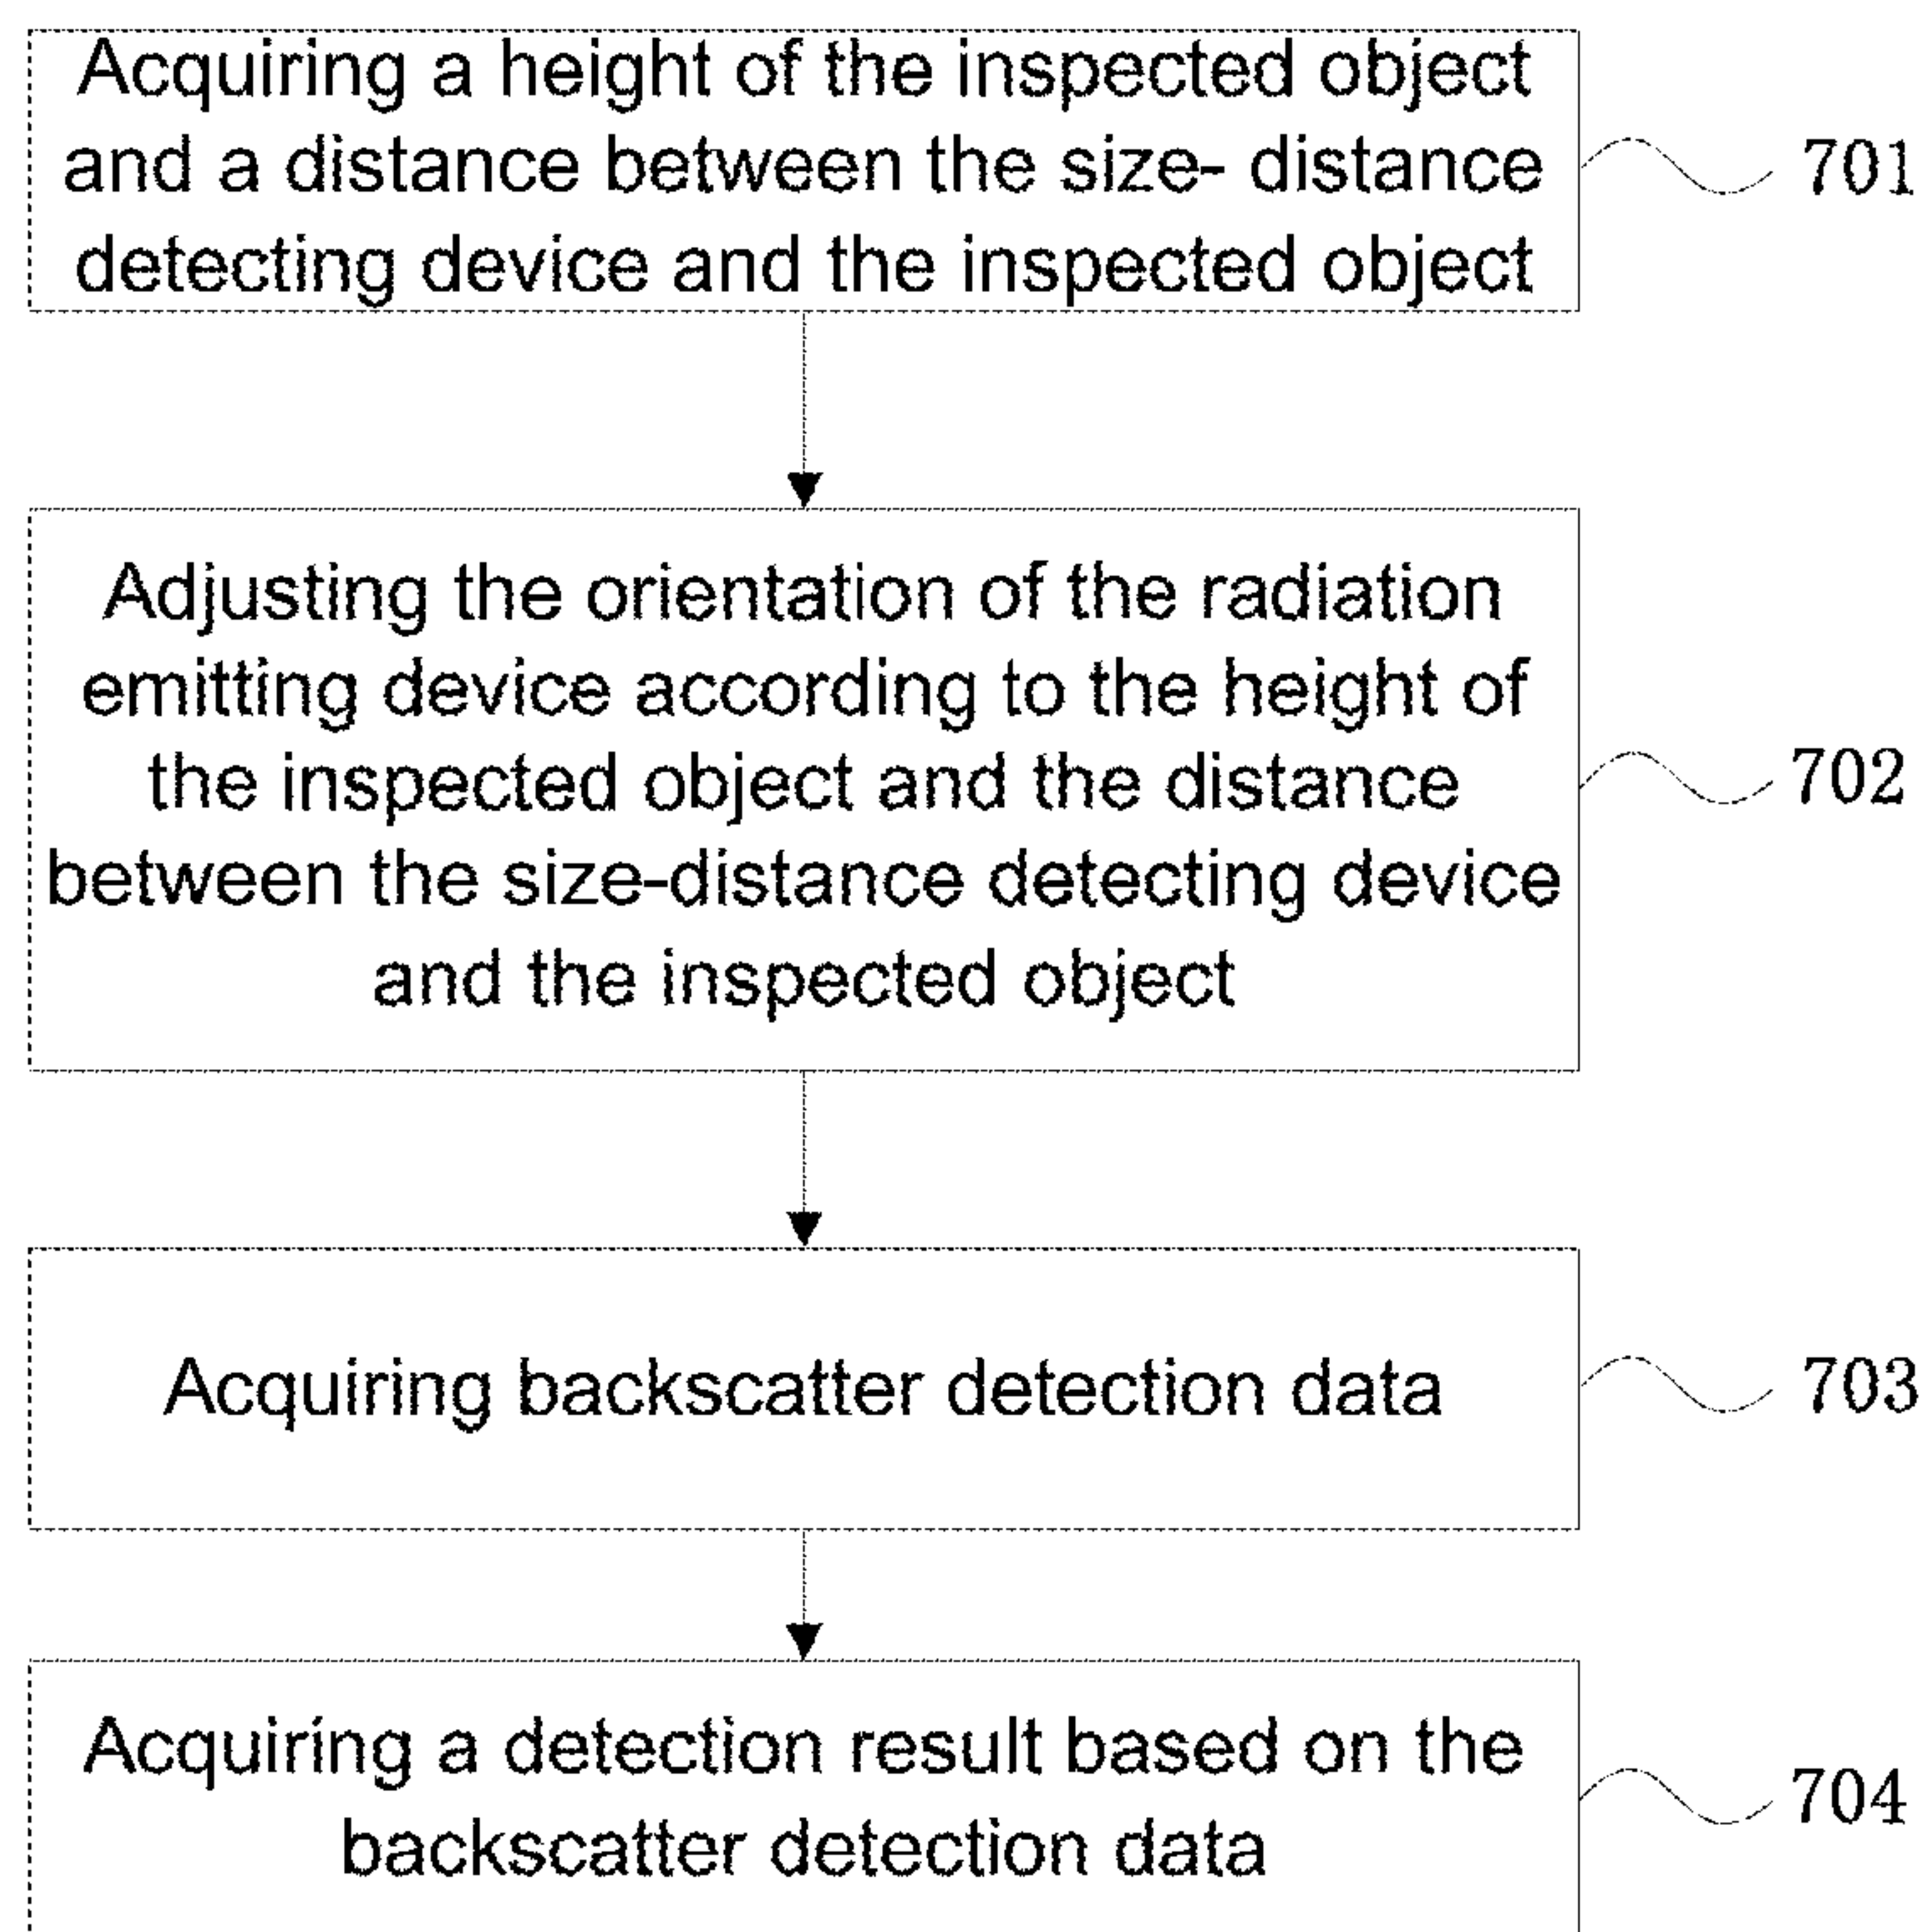 Acquiring a height of the inspected object
and a distance between the size- distance
detecting device and the inspected object
701
Adjusting the orientation of the radiation
emitting device according to the height of
the inspected object and the distance
between the size-distance detecting device
and the inspected object
702
Acquiring backscatter detection data
703
Acquiring a detection result based on the
backscatter detection data
704